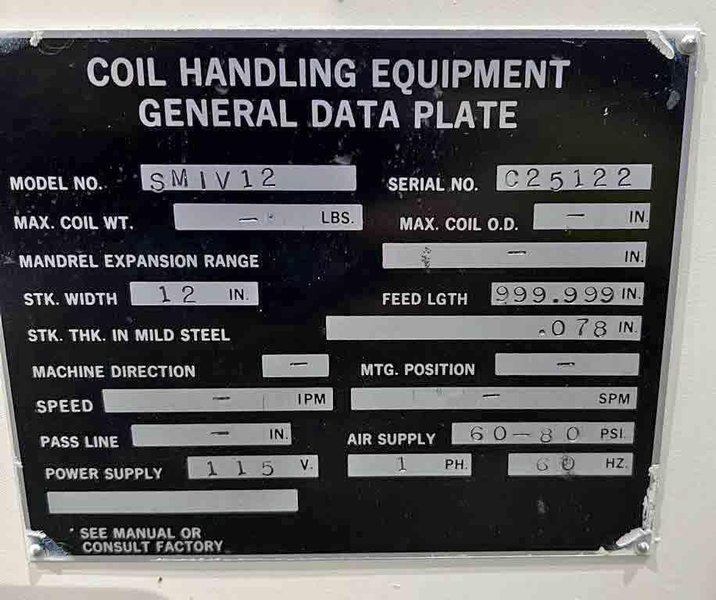 COIL HANDLING EQUIPMENT
GENERAL DATA PLATE
MODEL NO. SMIV12 SERIAL NO. C25122
MAX. COIL WT. - LBS. MAX. COIL O.D. - IN.
MANDREL EXPANSION RANGE - IN.
STK. WIDTH 12 IN. FEED LGTH 999.999 IN.
STK. THK. IN MILD STEEL .078 IN.
MACHINE DIRECTION - MTG. POSITION -
SPEED - IPM - SPM
PASS LINE - IN. AIR SUPPLY 60-80 PSI.
POWER SUPPLY 115 V. 1 PH. 60 HZ.
* SEE MANUAL OR
CONSULT FACTORY